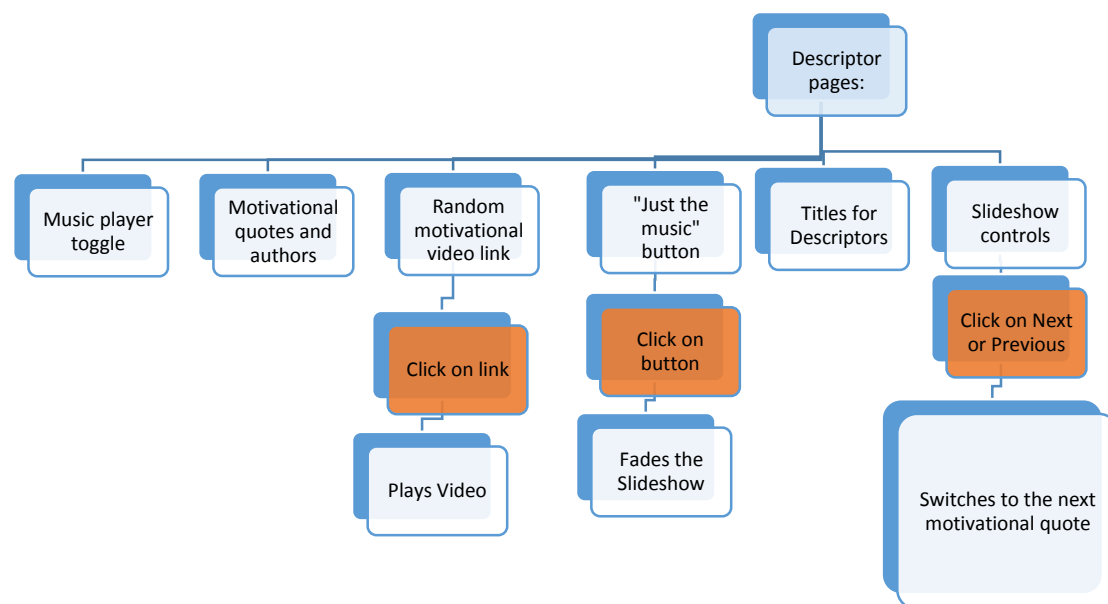 Descriptor
pages:
Music player
toggle
Motivational
quotes and
authors
Random
motivational
video link
"Just the
music"
button
Titles for
Descriptors
Slideshow
controls
Click on link
Click on
button
Click on Next
or Previous
Plays Video
Fades the
Slideshow
Switches to the next
motivational quote